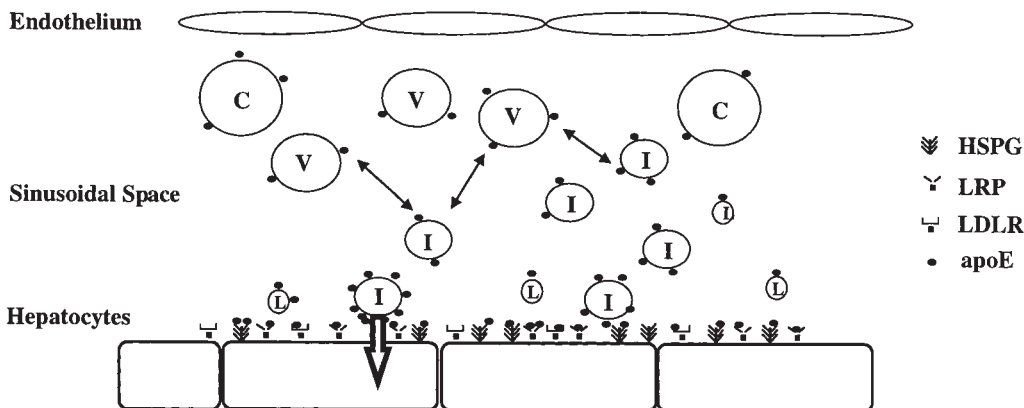 Endothelium
C
V
V
C
V
I
HSPG
LRP
Sinusoidal Space
I
L
LDLR
I
I
apoE
L
L
L
I
I
Hepatocytes